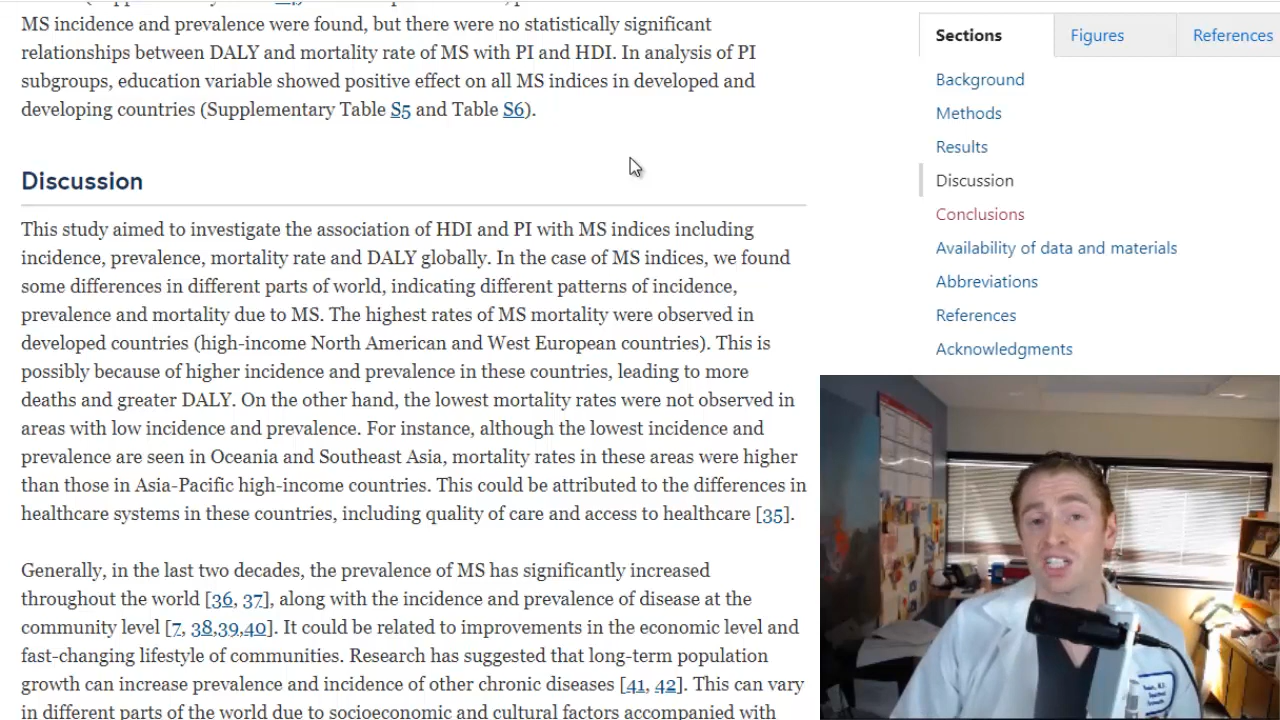 MS incidence and prevalence were found, but there were no statistically significant
relationships between DALY and mortality rate of MS with PI and HDI. In analysis of PI
subgroups, education variable showed positive effect on all MS indices in developed and
developing countries (Supplementary Table S5 and Table S6).
Discussion
This study aimed to investigate the association of HDI and PI with MS indices including
incidence, prevalence, mortality rate and DALY globally. In the case of MS indices, we found
some differences in different parts of world, indicating different patterns of incidence,
prevalence and mortality due to MS. The highest rates of MS mortality were observed in
developed countries (high-income North American and West European countries). This is
possibly because of higher incidence and prevalence in these countries, leading to more
deaths and greater DALY. On the other hand, the lowest mortality rates were not observed in
areas with low incidence and prevalence. For instance, although the lowest incidence and
prevalence are seen in Oceania and Southeast Asia, mortality rates in these areas were higher
than those in Asia-Pacific high-income countries. This could be attributed to the differences in
healthcare systems in these countries, including quality of care and access to healthcare [35].
Generally, in the last two decades, the prevalence of MS has significantly increased
throughout the world [36, 37], along with the incidence and prevalence of disease at the
community level [7, 38,39,40]. It could be related to improvements in the economic level and
fast-changing lifestyle of communities. Research has suggested that long-term population
growth can increase prevalence and incidence of other chronic diseases [41, 42]. This can vary
in different parts of the world due to socioeconomic and cultural factors accompanied with
Sections
Figures
References
Background
Methods
Results
Discussion
Conclusions
Availability of data and materials
Abbreviations
References
Acknowledgments